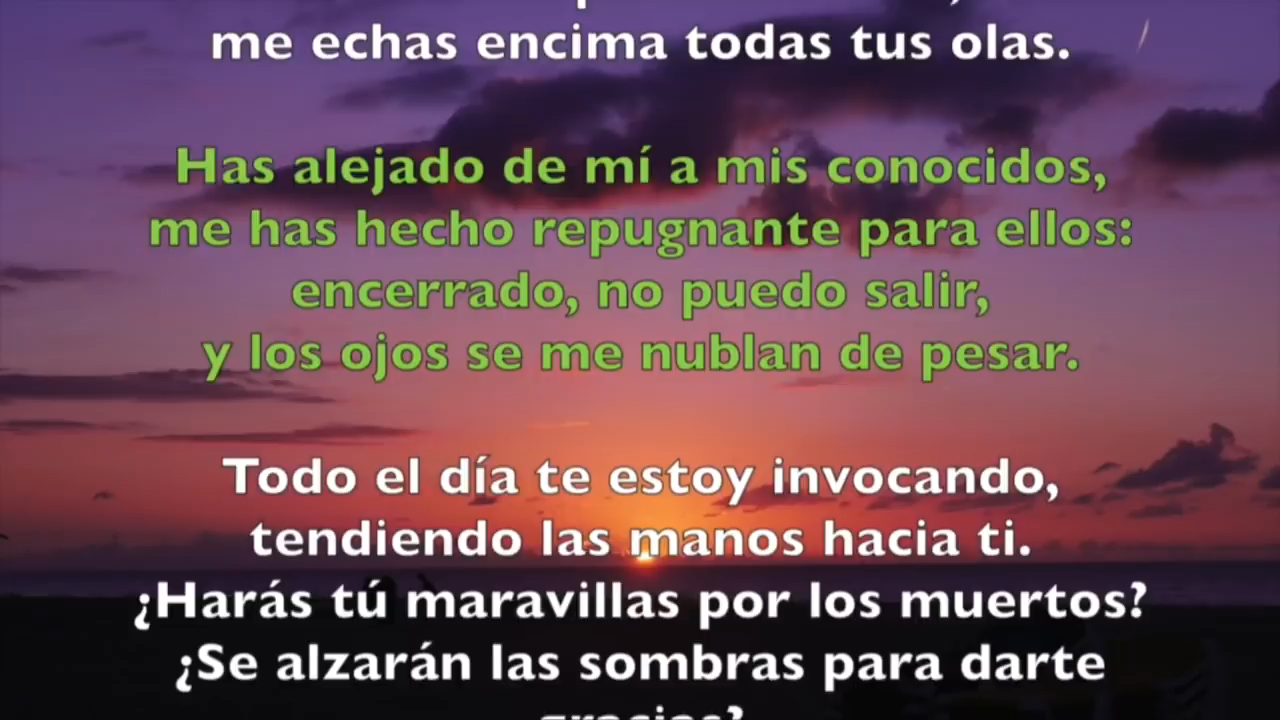 me echas encima todas tus olas.
Has alejado de mí a mis conocidos,
me has hecho repugnante para ellos:
encerrado, no puedo salir,
y los ojos se me nublan de pesar.
Todo el día te estoy invocando,
tendiendo las manos hacia ti.
¿Harás tú maravillas por los muertos?
¿Se alzarán las sombras para darte
gracias?